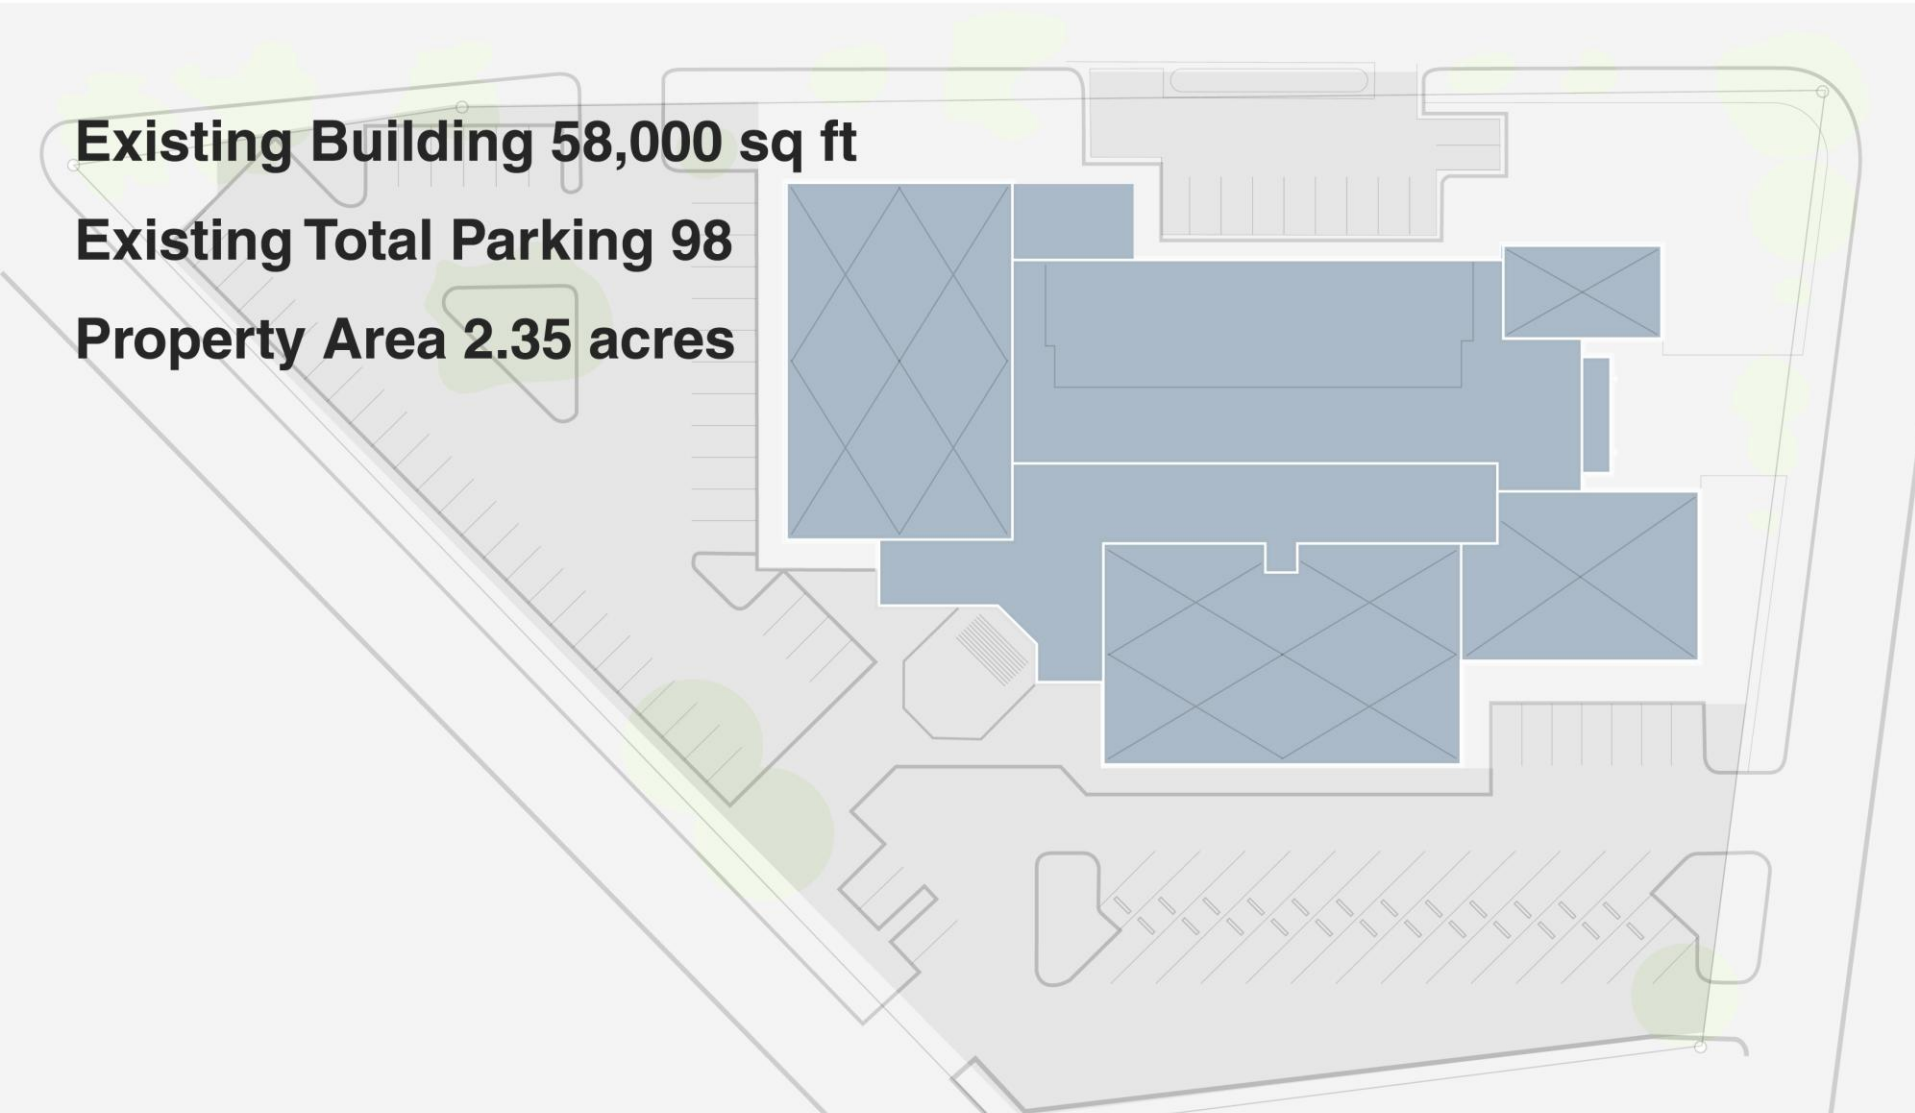 Existing Building 58,000 sq ft
Existing Total Parking 98
Property Area 2.35 acres